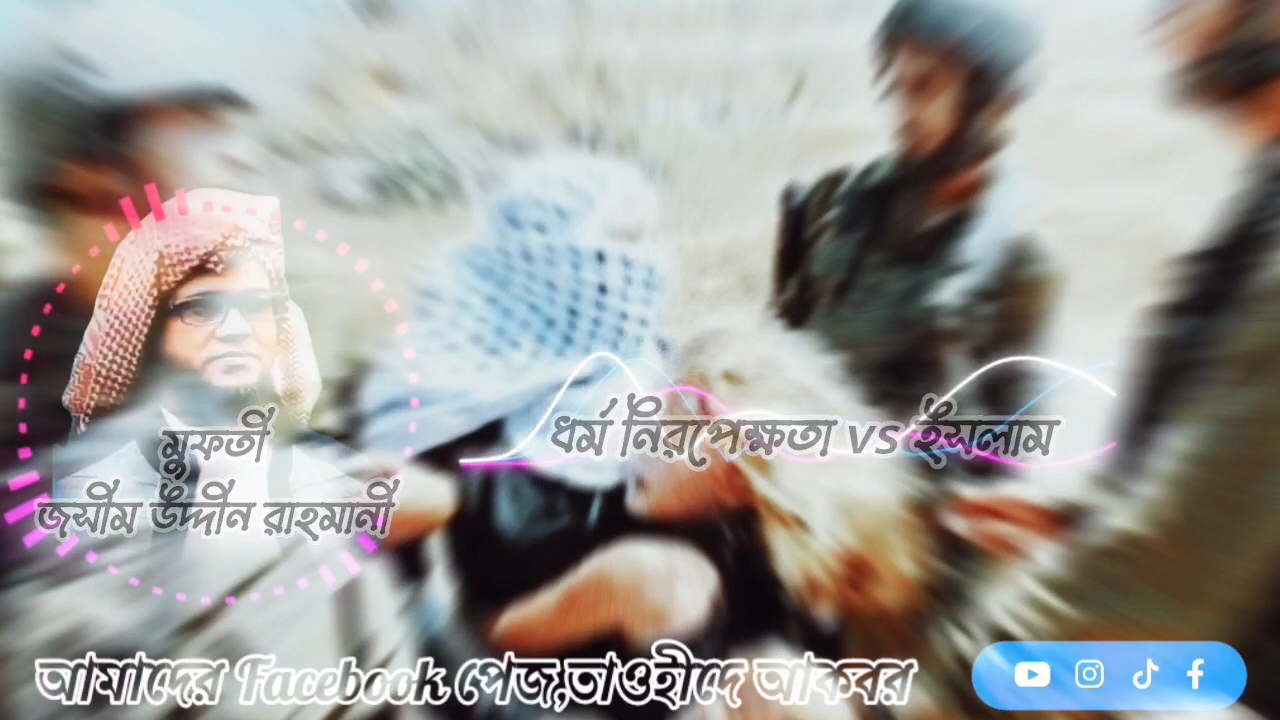 ধর্ম নিরপেক্ষতা vs ইসলাম
মুফতী
জসীম উদ্দীন রাহমানী
আমাদের Facebook পেজ,তাওহীদে আকবর